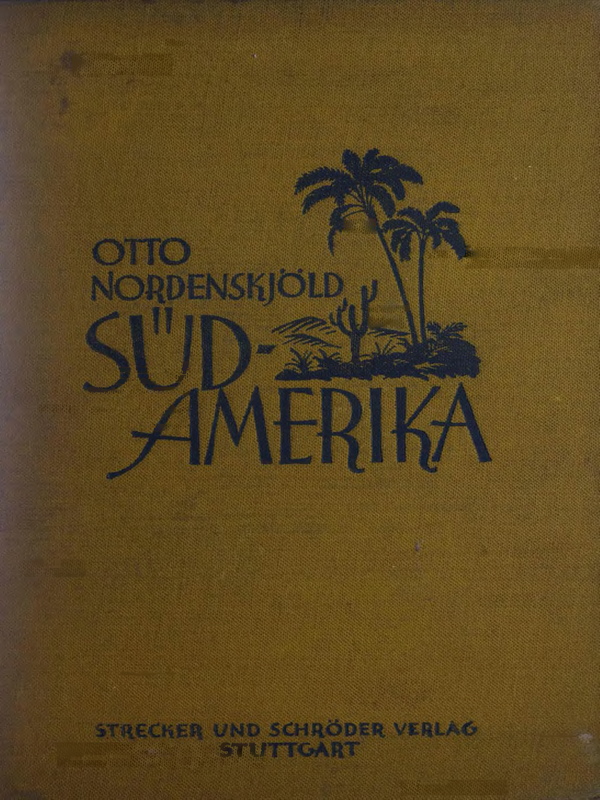 OTTO
NORDENSKJÖLD
SÜD-
AMERIKA
STRECKER UND SCHRÖDER VERLAG
STUTTGART